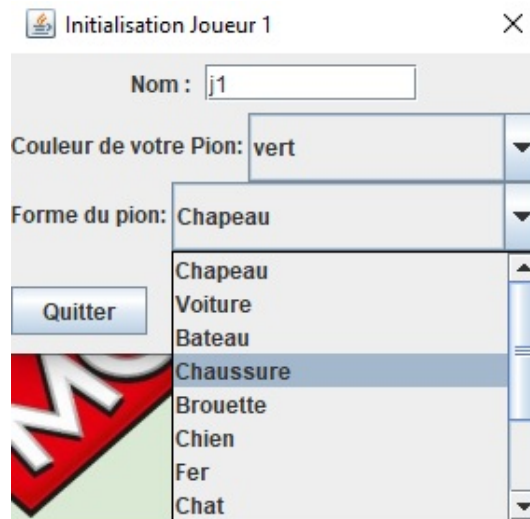 Initialisation Joueur 1
Nom : j1
Couleur de votre Pion: vert
Forme du pion: Chapeau
Chapeau
Voiture
Quitter
Bateau
Chaussure
Brouette
Chien
Fer
Chat
MO